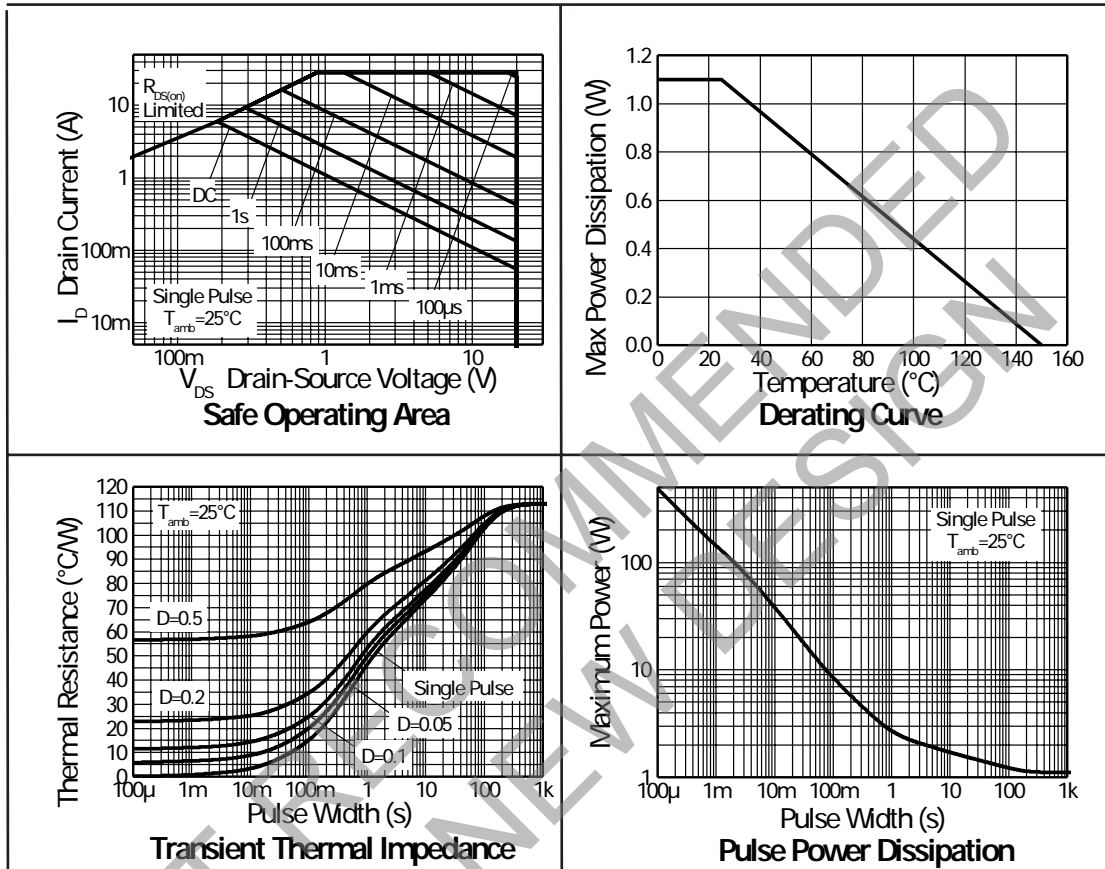 R_DS(on)
Limited
10
1
100m
10m
DC
1s
100ms
10ms
1ms
100µs
Single Pulse
T_amb=25°C
100m 1 10
I_D Drain Current (A)
V_DS Drain-Source Voltage (V)
Safe Operating Area
1.2
1.0
0.8
0.6
0.4
0.2
0.0
0 20 40 60 80 100 120 140 160
Max Power Dissipation (W)
Temperature (°C)
Derating Curve
120
110
100
90
80
70
60
50
40
30
20
10
0
T_amb=25°C
D=0.5
D=0.2
Single Pulse
D=0.05
D=0.1
100µ 1m 10m 100m 1 10 100 1k
Thermal Resistance (°C/W)
Pulse Width (s)
Transient Thermal Impedance
Single Pulse
T_amb=25°C
100
10
1
100µ 1m 10m 100m 1 10 100 1k
Maximum Power (W)
Pulse Width (s)
Pulse Power Dissipation
T RECOMMENDED
NEW DESIGN